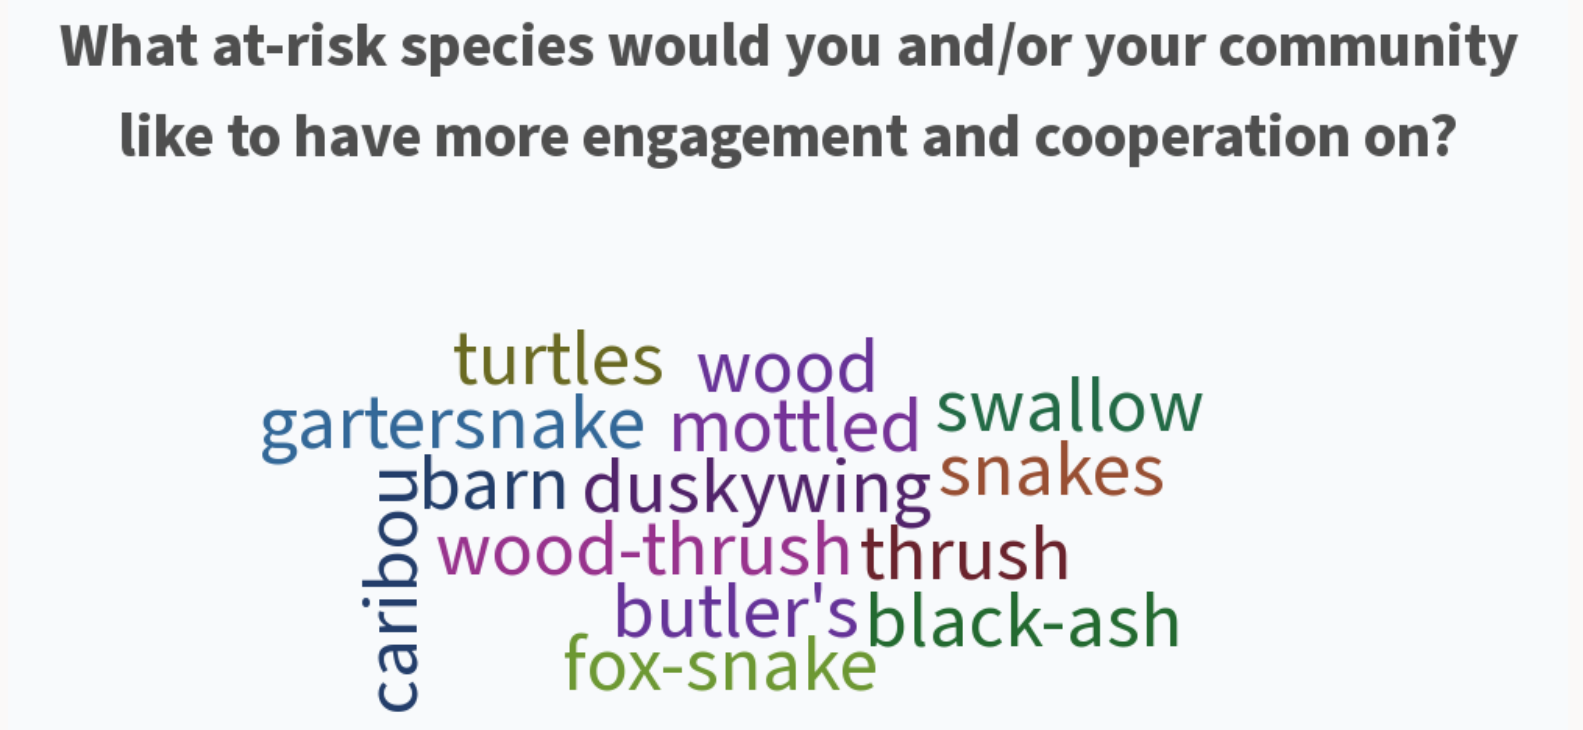 What at-risk species would you and/or your community
like to have more engagement and cooperation on?
turtles wood
gartersnake mottled swallow
barn duskywing snakes
caribou
wood-thrush thrush
butler's black-ash
fox-snake